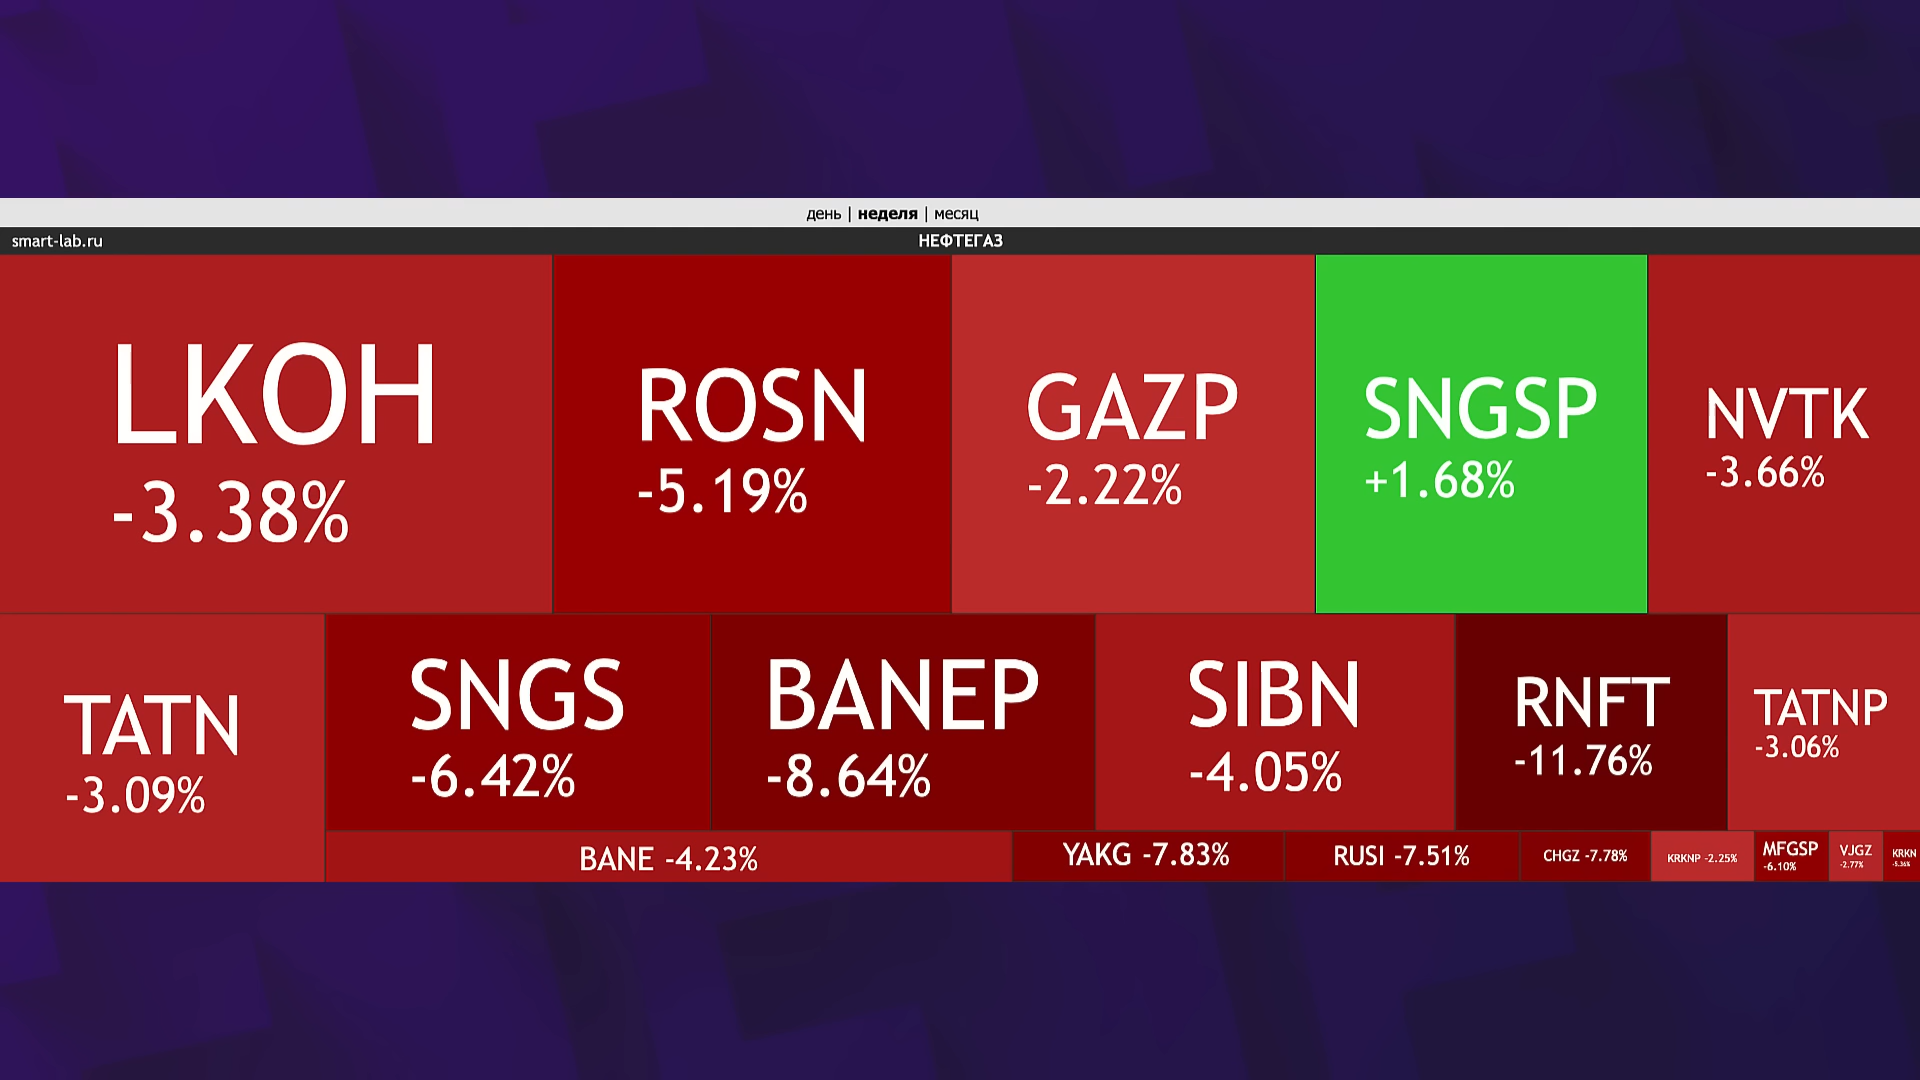 день | неделя | месяц
smart-lab.ru
НЕФТЕГАЗ
LKOH
-3.38%
ROSN
-5.19%
GAZP
-2.22%
SNGSP
+1.68%
NVTK
-3.66%
TATN
-3.09%
SNGS
-6.42%
BANEP
-8.64%
SIBN
-4.05%
RNFT
-11.76%
TATNP
-3.06%
BANE -4.23%
YAKG -7.83%
RUSI -7.51%
CHGZ -7.78%
KRKNP -2.25%
MFGSP
-6.10%
VJGZ
-2.77%
KRKN
-5.36%